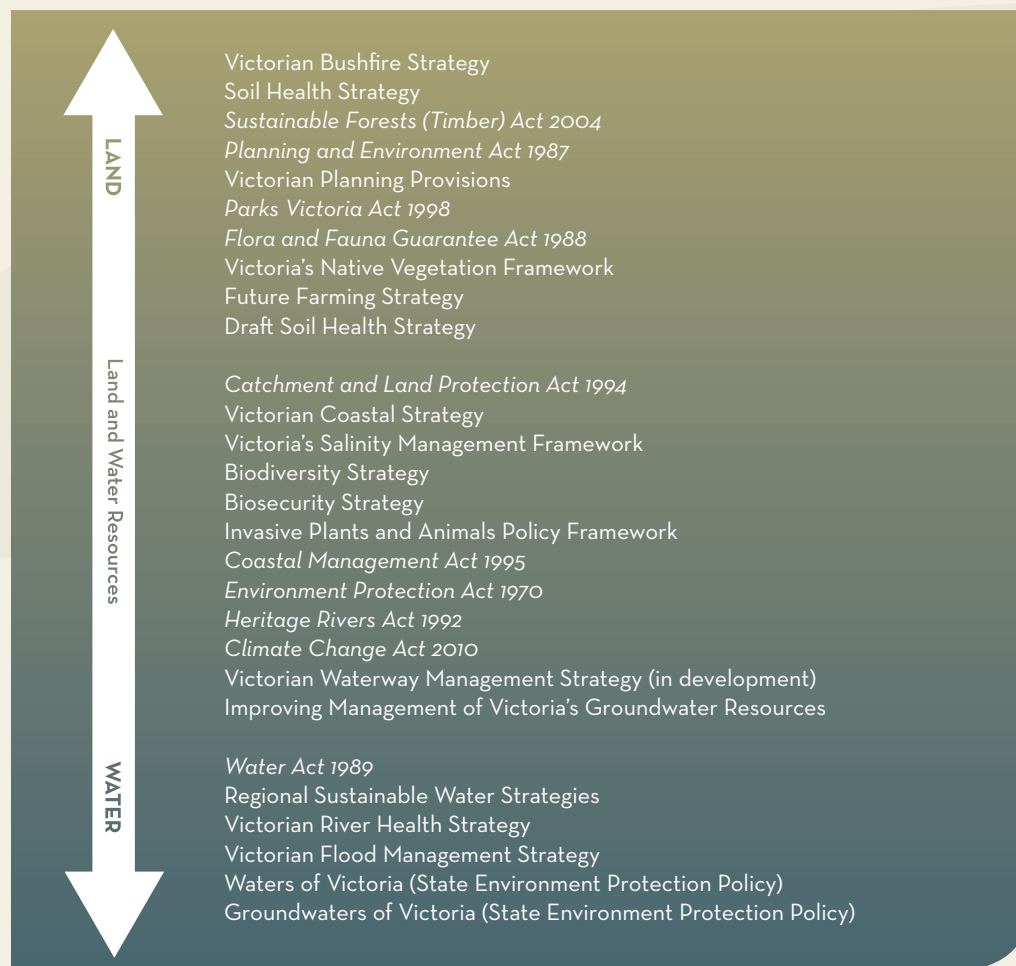 Victorian Bushfire Strategy
Soil Health Strategy
Sustainable Forests (Timber) Act 2004
Planning and Environment Act 1987
Victorian Planning Provisions
Parks Victoria Act 1998
Flora and Fauna Guarantee Act 1988
Victoria’s Native Vegetation Framework
Future Farming Strategy
Draft Soil Health Strategy
LAND
Catchment and Land Protection Act 1994
Victorian Coastal Strategy
Victoria’s Salinity Management Framework
Biodiversity Strategy
Biosecurity Strategy
Invasive Plants and Animals Policy Framework
Coastal Management Act 1995
Environment Protection Act 1970
Heritage Rivers Act 1992
Climate Change Act 2010
Victorian Waterway Management Strategy (in development)
Improving Management of Victoria’s Groundwater Resources
Land and Water Resources
Water Act 1989
Regional Sustainable Water Strategies
Victorian River Health Strategy
Victorian Flood Management Strategy
Waters of Victoria (State Environment Protection Policy)
Groundwaters of Victoria (State Environment Protection Policy)
WATER